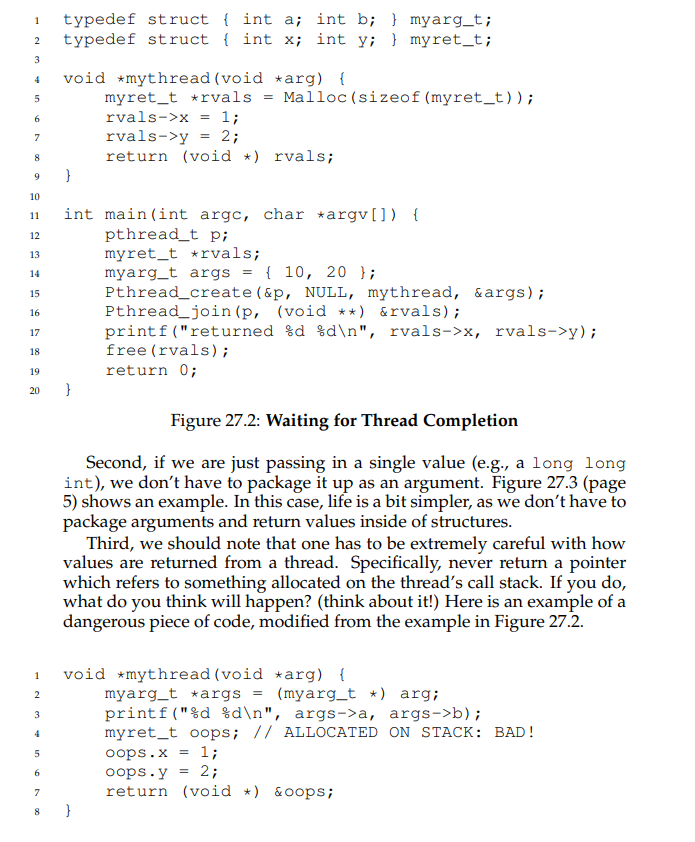 1 typedef struct { int a; int b; } myarg_t;
2 typedef struct { int x; int y; } myret_t;
3
4 void *mythread(void *arg) {
5 myret_t *rvals = Malloc(sizeof(myret_t));
6 rvals->x = 1;
7 rvals->y = 2;
8 return (void *) rvals;
9 }
10
11 int main(int argc, char *argv[]) {
12 pthread_t p;
13 myret_t *rvals;
14 myarg_t args = { 10, 20 };
15 Pthread_create(&p, NULL, mythread, &args);
16 Pthread_join(p, (void **) &rvals);
17 printf("returned %d %d\n", rvals->x, rvals->y);
18 free(rvals);
19 return 0;
20 }
Figure 27.2: Waiting for Thread Completion
Second, if we are just passing in a single value (e.g., a long long
int), we don't have to package it up as an argument. Figure 27.3 (page
5) shows an example. In this case, life is a bit simpler, as we don't have to
package arguments and return values inside of structures.
Third, we should note that one has to be extremely careful with how
values are returned from a thread. Specifically, never return a pointer
which refers to something allocated on the thread's call stack. If you do,
what do you think will happen? (think about it!) Here is an example of a
dangerous piece of code, modified from the example in Figure 27.2.
1 void *mythread(void *arg) {
2 myarg_t *args = (myarg_t *) arg;
3 printf("%d %d\n", args->a, args->b);
4 myret_t oops; // ALLOCATED ON STACK: BAD!
5 oops.x = 1;
6 oops.y = 2;
7 return (void *) &oops;
8 }